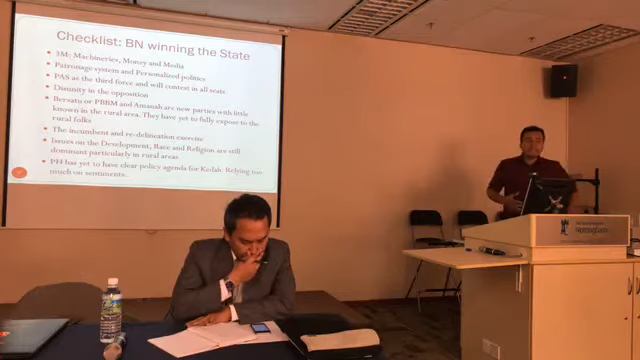 Checklist: BN winning the State
• 3M: Machineries, Money and Media
• Patronage system and Personalized politics
• PAS as the third force and will contest in all seats
• Disunity in the opposition
• Bersatu or PBBM and Amanah are new parties with little
known in the rural area. They have yet to fully expose to the
rural folks
• The incumbent and re-delineation exercise
• Issues on the Development, Race and Religion are still
dominant particularly in rural areas
• PH has yet to have clear policy agenda for Kedah. Relying too
much on sentiments.
Nottingham